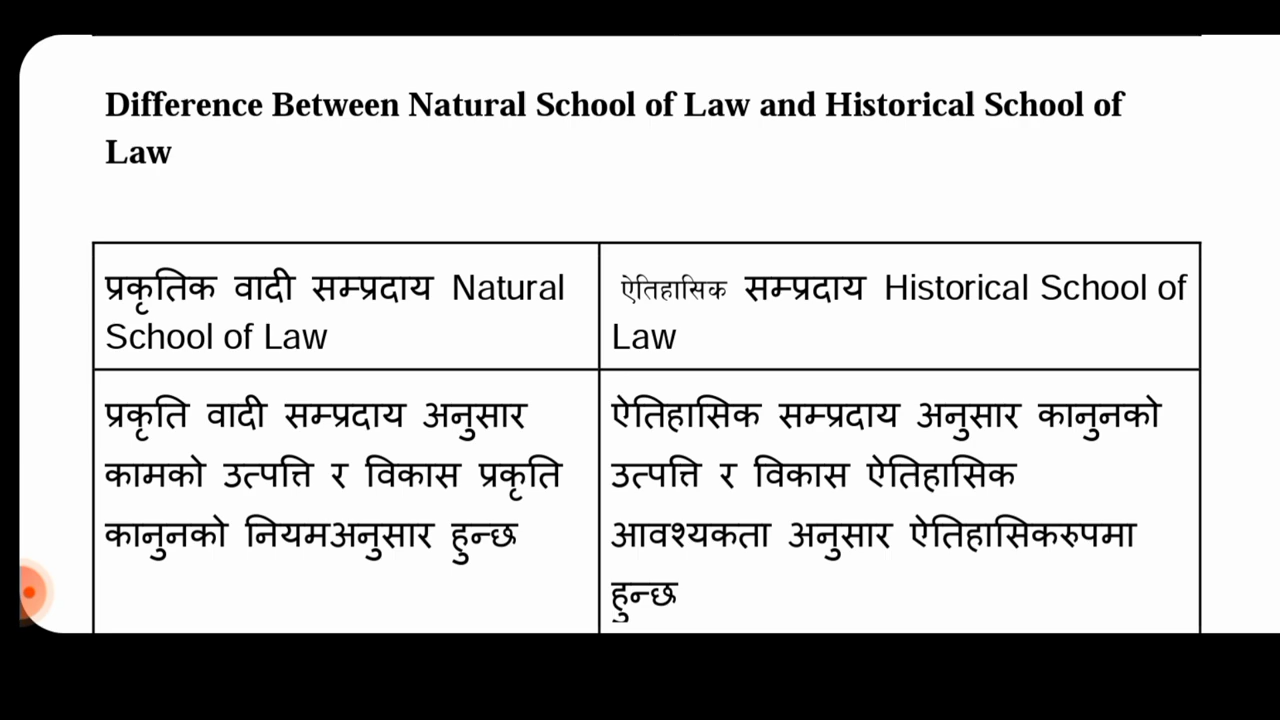 Difference Between Natural School of Law and Historical School of
Law
प्रकृतिक वादी सम्प्रदाय Natural
School of Law
ऐतिहासिक सम्प्रदाय Historical School of
Law
प्रकृति वादी सम्प्रदाय अनुसार
कामको उत्पत्ति र विकास प्रकृति
कानुनको नियमअनुसार हुन्छ
ऐतिहासिक सम्प्रदाय अनुसार कानुनको
उत्पत्ति र विकास ऐतिहासिक
आवश्यकता अनुसार ऐतिहासिकरुपमा
हुन्छ